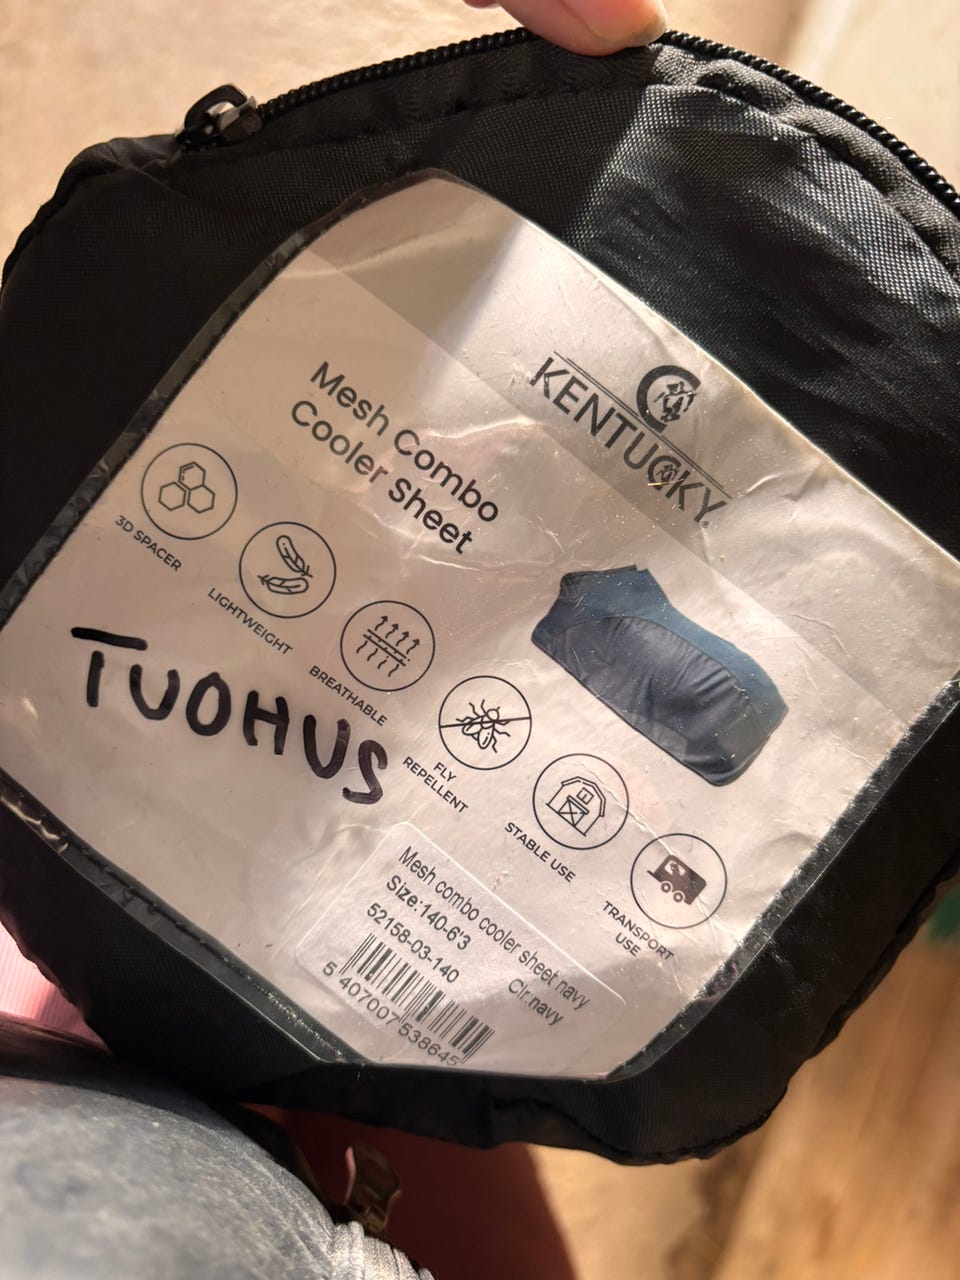 KENTUCKY®
Mesh Combo
Cooler Sheet
3D SPACER
LIGHTWEIGHT
BREATHABLE
FLY
REPELLENT
STABLE USE
TRANSPORT
USE
TUOHUS
Mesh combo cooler sheet navy
Size:140-6'3 Clr.navy
52158-03-140
5 407007 538645